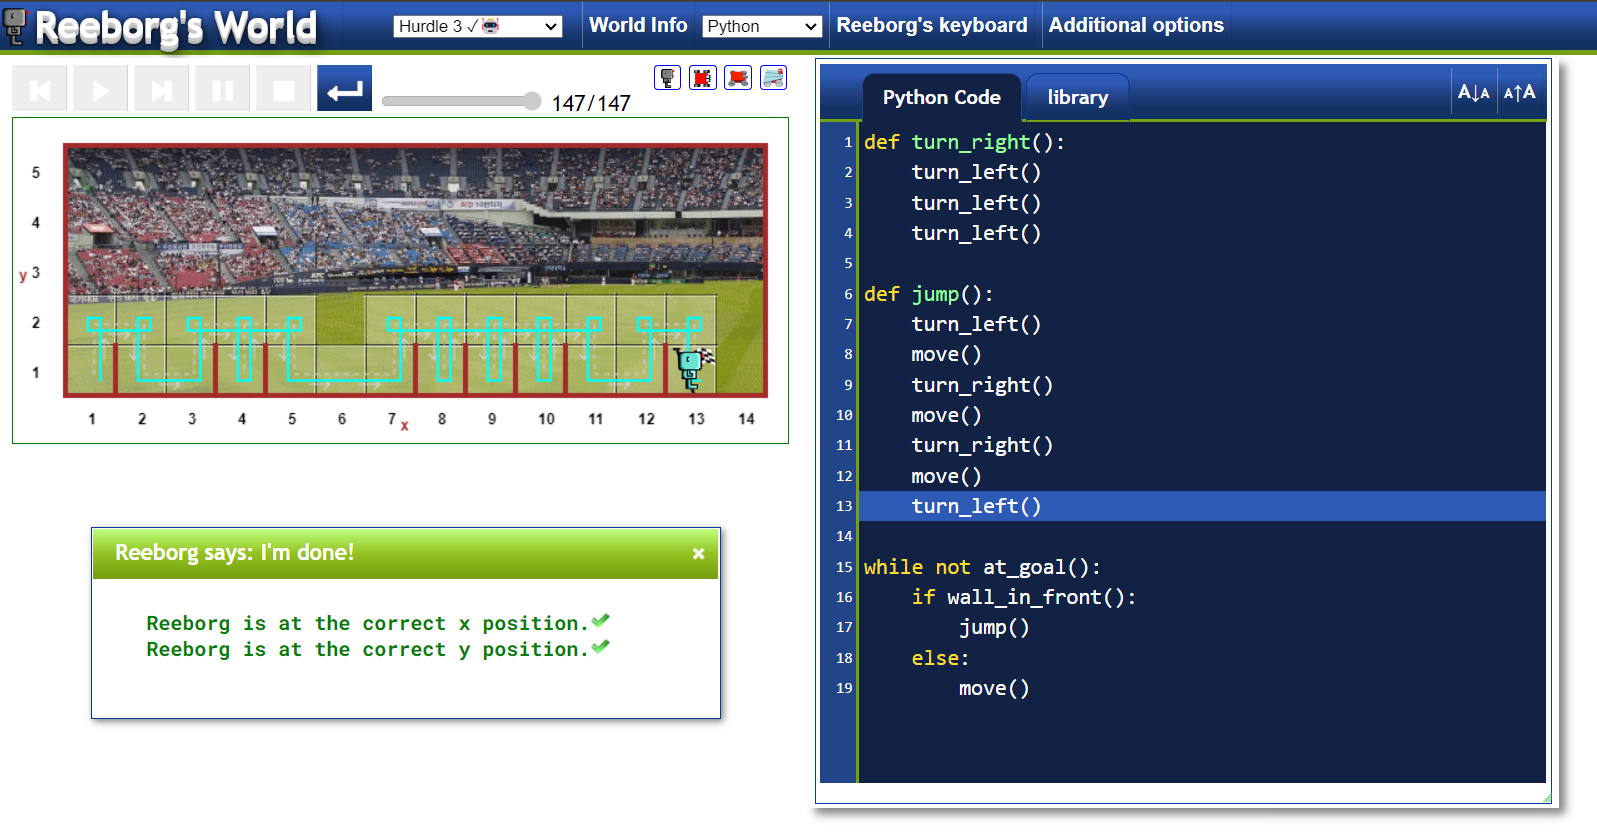 Reeborg's World
Hurdle 3 ✓
World Info
Python
Reeborg's keyboard
Additional options
147/147
Python Code
library
A↓A
A↑A
5
4
y 3
2
1
1 2 3 4 5 6 7 x 8 9 10 11 12 13 14
Reeborg says: I'm done!
×
Reeborg is at the correct x position.
Reeborg is at the correct y position.
1 def turn_right():
2     turn_left()
3     turn_left()
4     turn_left()
5
6 def jump():
7     turn_left()
8     move()
9     turn_right()
10     move()
11     turn_right()
12     move()
13     turn_left()
14
15 while not at_goal():
16     if wall_in_front():
17         jump()
18     else:
19         move()